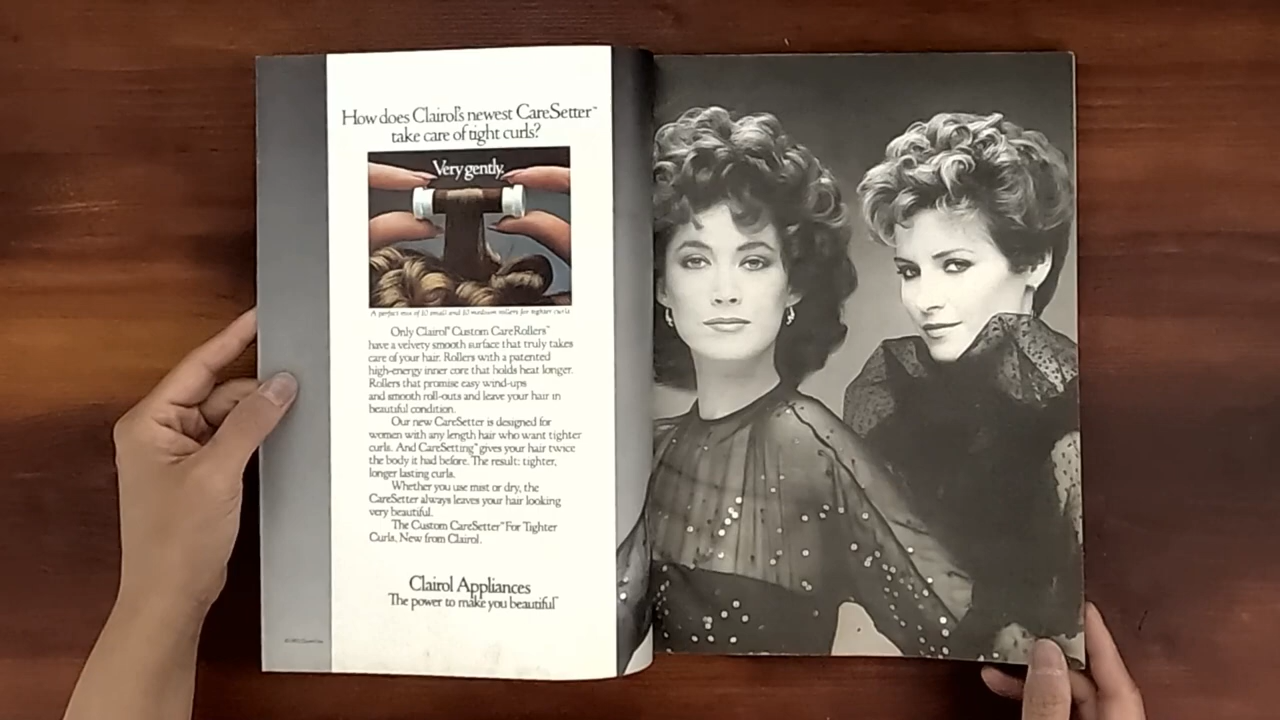 How does Clairol's newest CareSetter™
take care of tight curls?
Very gently.
A perfect mix of 10 small and 10 medium rollers for tighter curls
Only Clairol® Custom Care Rollers™
have a velvety smooth surface that truly takes
care of your hair. Rollers with a patented
high-energy inner core that holds heat longer.
Rollers that promise easy wind-ups
and smooth roll-outs and leave your hair in
beautiful condition.
Our new CareSetter is designed for
women with any length hair who want tighter
curls. And CareSetting™ gives your hair twice
the body it had before. The result: tighter,
longer lasting curls.
Whether you use mist or dry, the
CareSetter always leaves your hair looking
very beautiful.
The Custom CareSetter™ For Tighter
Curls. New from Clairol.
Clairol Appliances
The power to make you beautiful™